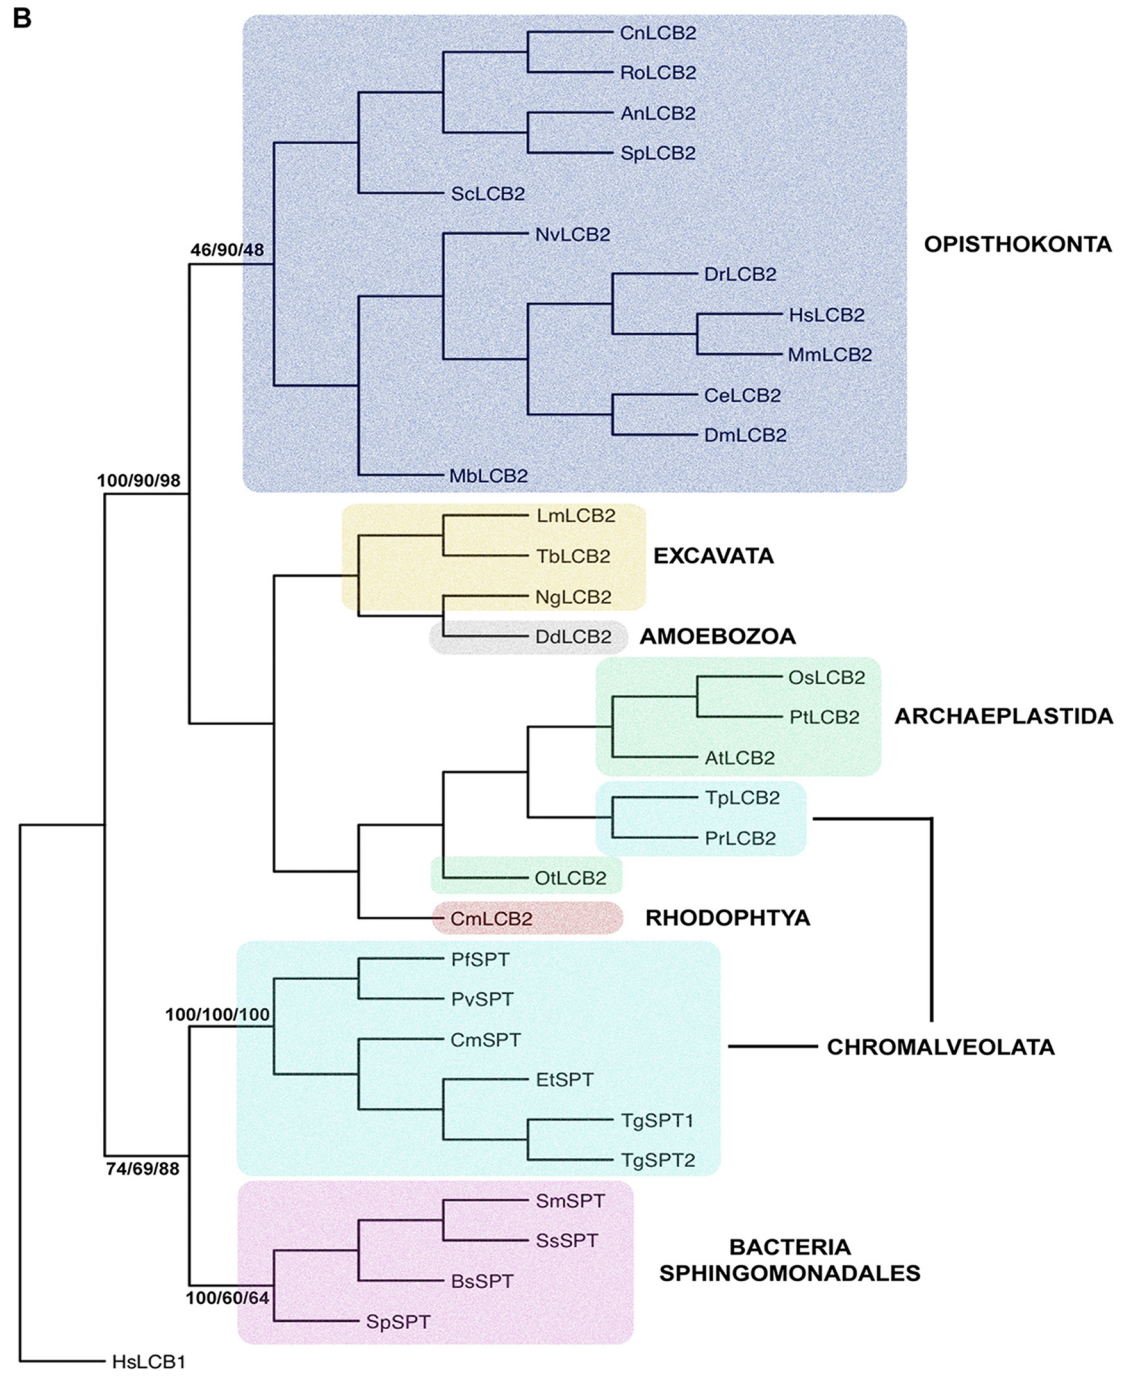 B
CnLCB2
RoLCB2
AnLCB2
SpLCB2
ScLCB2
NvLCB2
46/90/48
OPISTHOKONTA
DrLCB2
HsLCB2
MmLCB2
CeLCB2
DmLCB2
MbLCB2
100/90/98
LmLCB2
TbLCB2
EXCAVATA
NgLCB2
DdLCB2
AMOEBOZOA
OsLCB2
PtLCB2
ARCHAEPLASTIDA
AtLCB2
TpLCB2
PrLCB2
OtLCB2
CmLCB2
RHODOPHTYA
PfSPT
PvSPT
100/100/100
CmSPT
CHROMALVEOLATA
EtSPT
TgSPT1
TgSPT2
74/69/88
SmSPT
SsSPT
BACTERIA
SPHINGOMONADALES
BsSPT
100/60/64
SpSPT
HsLCB1